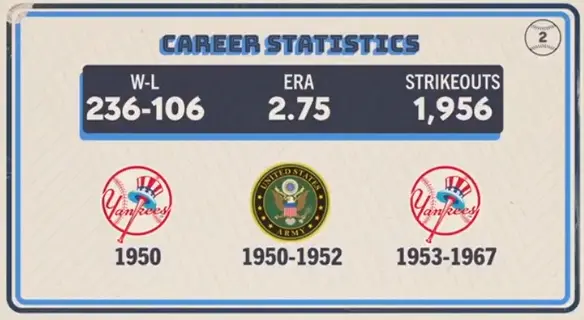 CAREER STATISTICS
2
W-L ERA STRIKEOUTS
236-106 2.75 1,956
Yankees UNITED STATES ARMY Yankees
1950 1950-1952 1953-1967